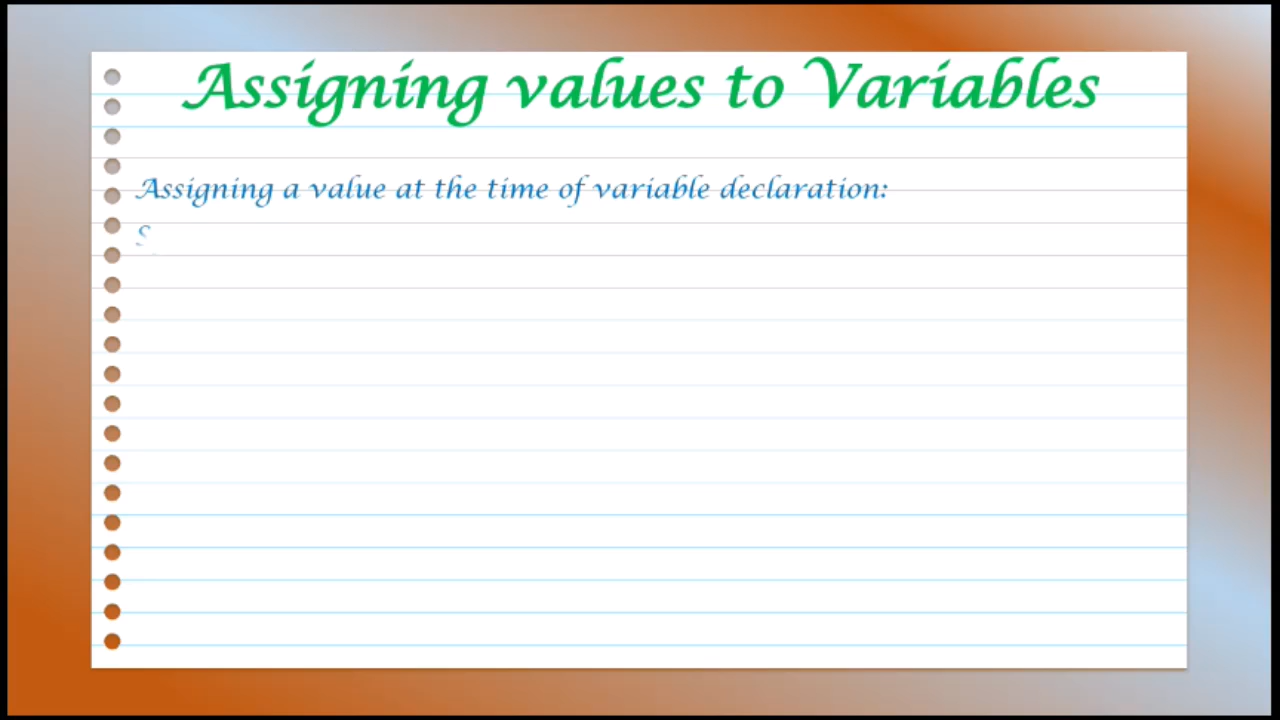 Assigning values to Variables
Assigning a value at the time of variable declaration:
S